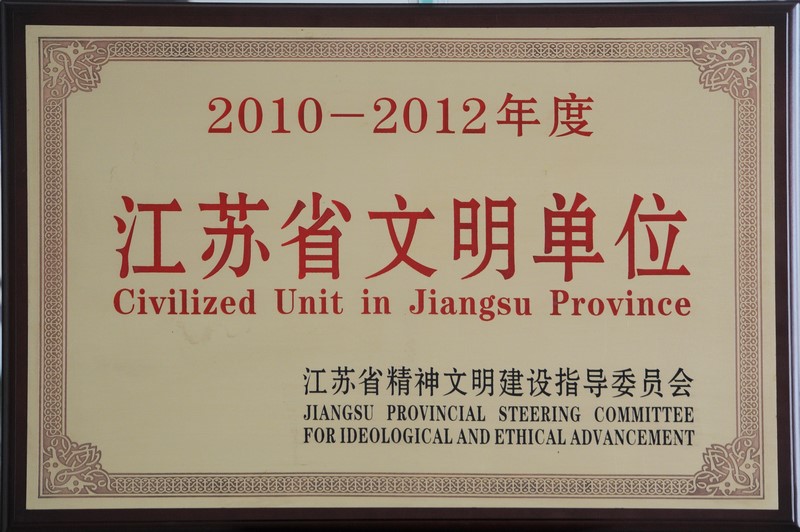 2010-2012年度
江苏省文明单位
Civilized Unit in Jiangsu Province
江苏省精神文明建设指导委员会
JIANGSU PROVINCIAL STEERING COMMITTEE
FOR IDEOLOGICAL AND ETHICAL ADVANCEMENT